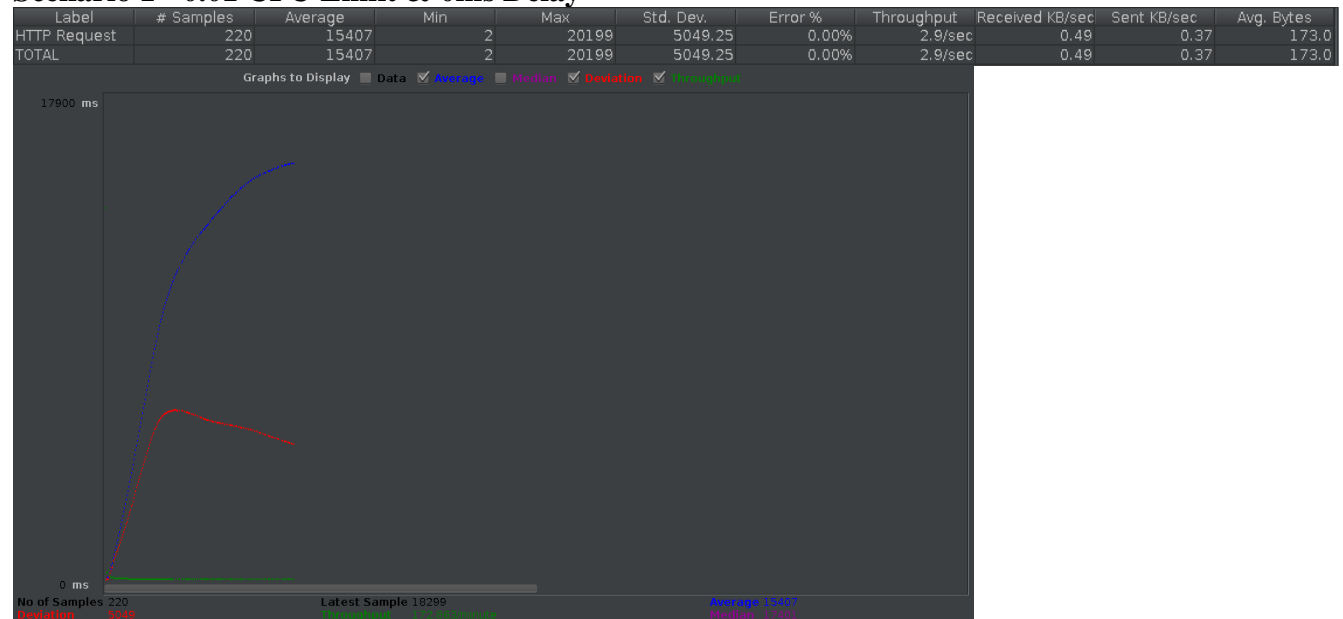 Label # Samples Average Min Max Std. Dev. Error % Throughput Received KB/sec Sent KB/sec Avg. Bytes
HTTP Request 220 15407 2 20199 5049.25 0.00% 2.9/sec 0.49 0.37 173.0
TOTAL 220 15407 2 20199 5049.25 0.00% 2.9/sec 0.49 0.37 173.0
Graphs to Display Data Average Median Deviation Throughput
17900 ms
0 ms
No of Samples 220 Latest Sample 18299 Average 15407
Deviation 5049 Throughput Median